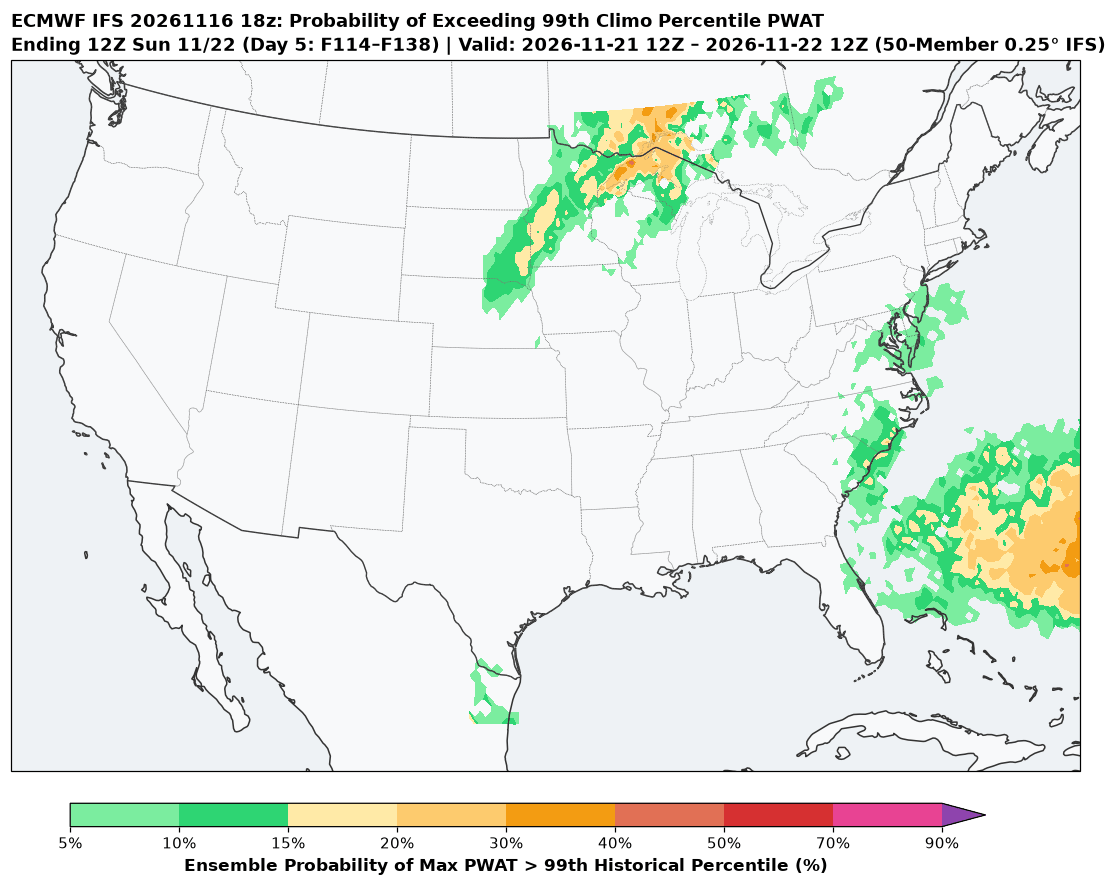 ECMWF IFS 20261116 18z: Probability of Exceeding 99th Climo Percentile PWAT
Ending 12Z Sun 11/22 (Day 5: F114–F138) | Valid: 2026-11-21 12Z – 2026-11-22 12Z (50-Member 0.25° IFS)
5% 10% 15% 20% 30% 40% 50% 70% 90%
Ensemble Probability of Max PWAT > 99th Historical Percentile (%)